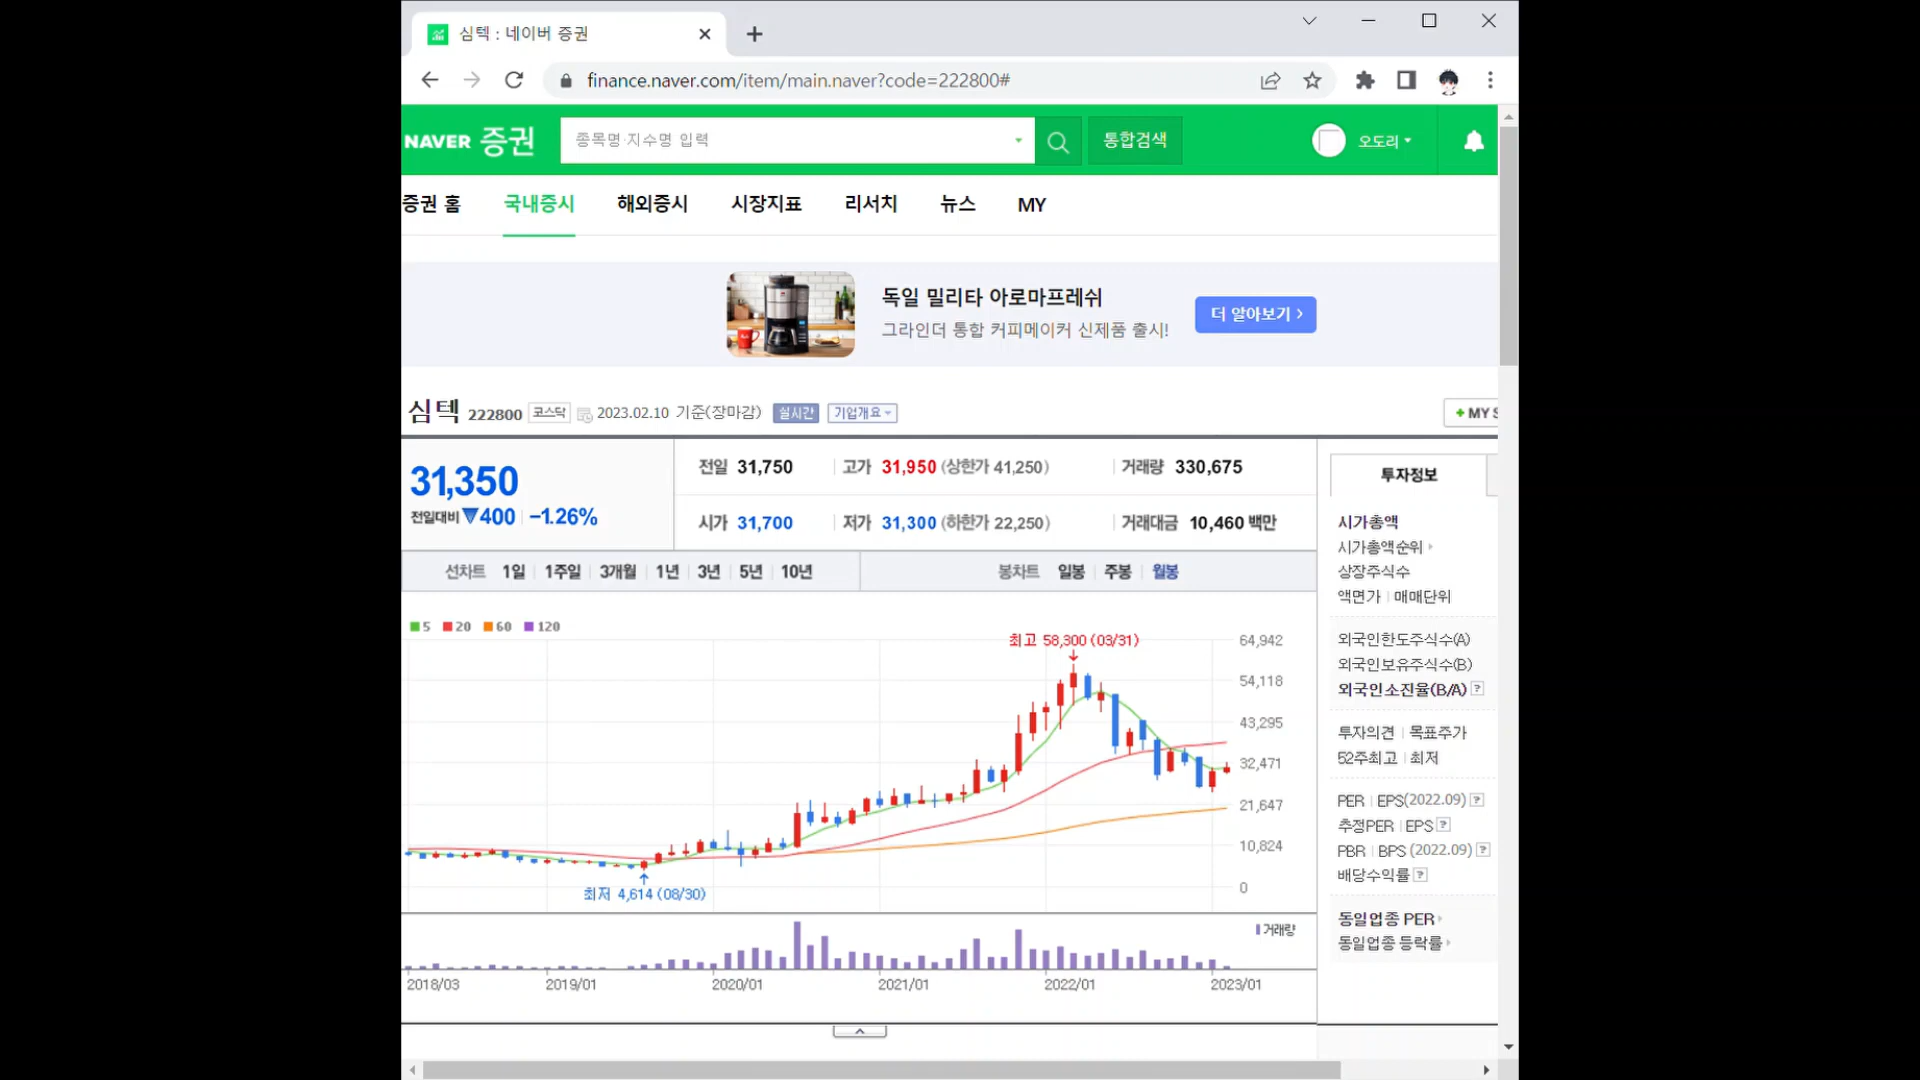 심텍 : 네이버 증권
finance.naver.com/item/main.naver?code=222800#
NAVER 증권 종목명·지수명 입력 통합검색 오도리
증권 홈 국내증시 해외증시 시장지표 리서치 뉴스 MY
독일 밀리타 아로마프레쉬
그라인더 통합 커피메이커 신제품 출시!
더 알아보기 >
심텍 222800 코스닥 2023.02.10 기준(장마감) 실시간 기업개요
+ MY S
31,350
전일대비 ▼400 −1.26%
전일 31,750 고가 31,950 (상한가 41,250) 거래량 330,675
시가 31,700 저가 31,300 (하한가 22,250) 거래대금 10,460 백만
선차트 1일 1주일 3개월 1년 3년 5년 10년 봉차트 일봉 주봉 월봉
5 20 60 120
최고 58,300 (03/31)
64,942
54,118
43,295
32,471
21,647
10,824
0
최저 4,614 (08/30)
거래량
2018/03 2019/01 2020/01 2021/01 2022/01 2023/01
투자정보
시가총액
시가총액순위
상장주식수
액면가 | 매매단위
외국인한도주식수(A)
외국인보유주식수(B)
외국인소진율(B/A) ?
투자의견 | 목표주가
52주최고 | 최저
PER | EPS(2022.09) ?
추정PER | EPS ?
PBR | BPS (2022.09) ?
배당수익률 ?
동일업종 PER
동일업종 등락률